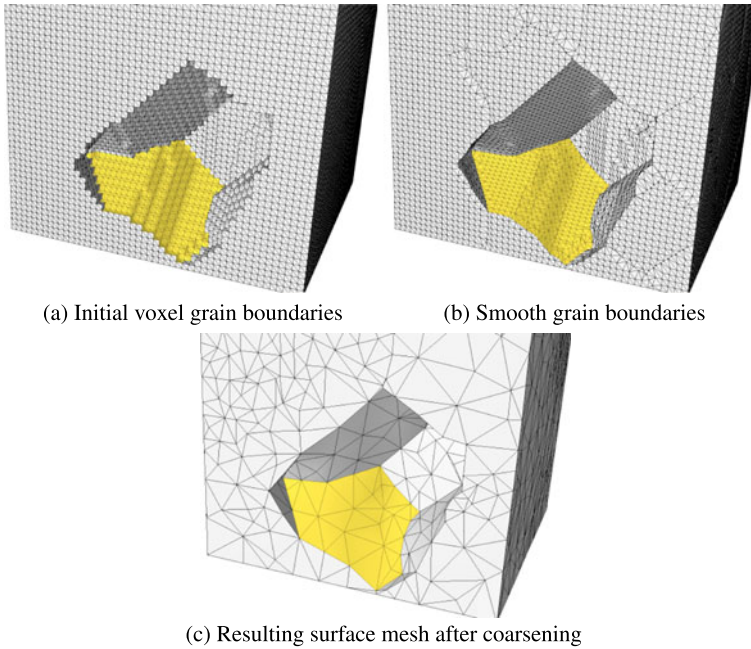 (a) Initial voxel grain boundaries
(b) Smooth grain boundaries
(c) Resulting surface mesh after coarsening